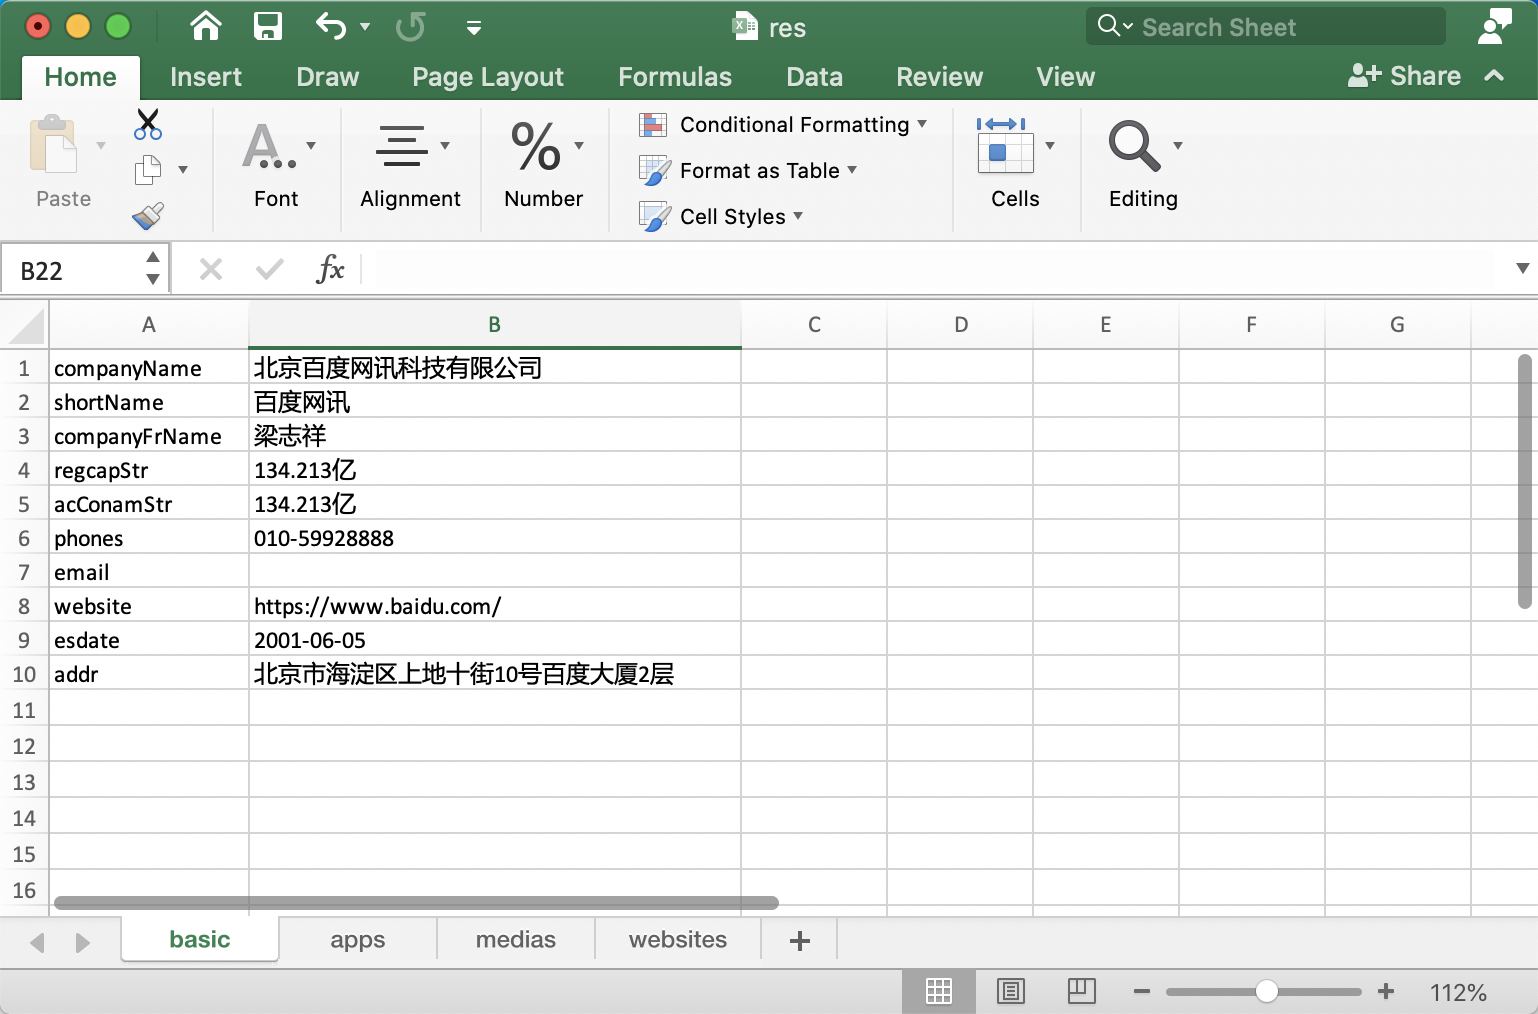 res
Search Sheet
Home Insert Draw Page Layout Formulas Data Review View Share
Paste
A... Font
Alignment
% Number
Conditional Formatting
Format as Table
Cell Styles
Cells
Editing
B22 fx
A B C D E F G
1 companyName 北京百度网讯科技有限公司
2 shortName 百度网讯
3 companyFrName 梁志祥
4 regcapStr 134.213亿
5 acConamStr 134.213亿
6 phones 010-59928888
7 email
8 website https://www.baidu.com/
9 esdate 2001-06-05
10 addr 北京市海淀区上地十街10号百度大厦2层
11
12
13
14
15
16
basic apps medias websites +
112%